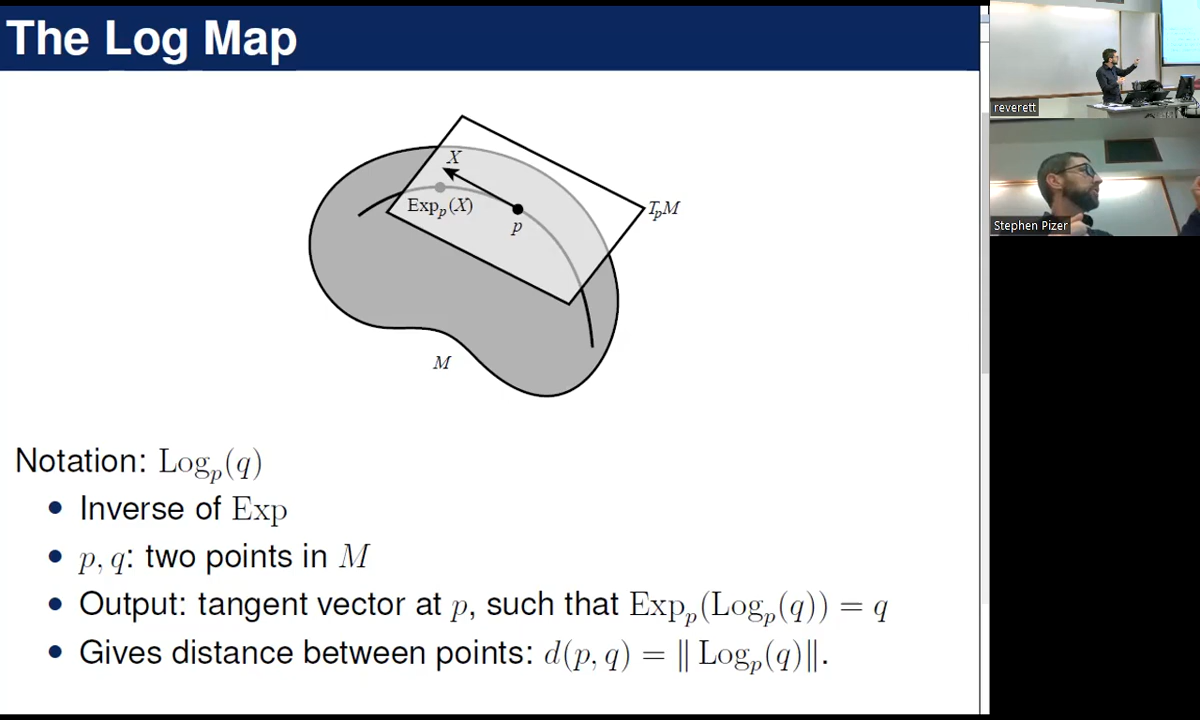 The Log Map
X
Exp_p(X)
p
T_pM
M
Notation: Log_p(q)
• Inverse of Exp
• p, q: two points in M
• Output: tangent vector at p, such that Exp_p(Log_p(q)) = q
• Gives distance between points: d(p, q) = ‖ Log_p(q)‖.
reverett
Stephen Pizer